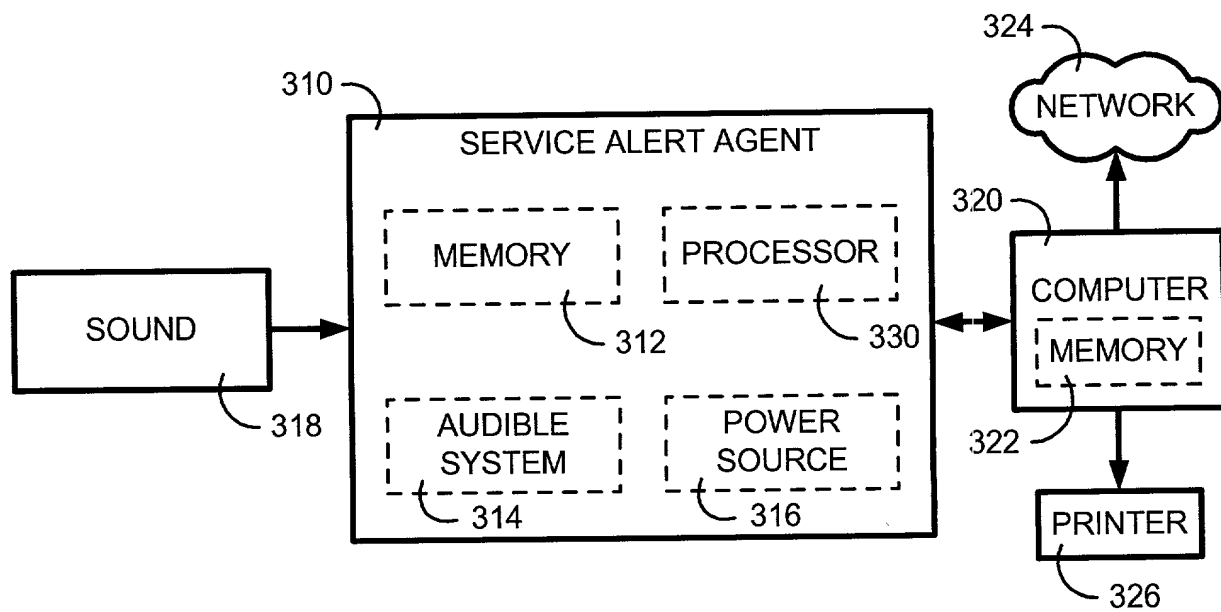 324
NETWORK
310
SERVICE ALERT AGENT
320
MEMORY
PROCESSOR
COMPUTER
SOUND
312
330
MEMORY
318
AUDIBLE
SYSTEM
POWER
SOURCE
322
314
316
PRINTER
326